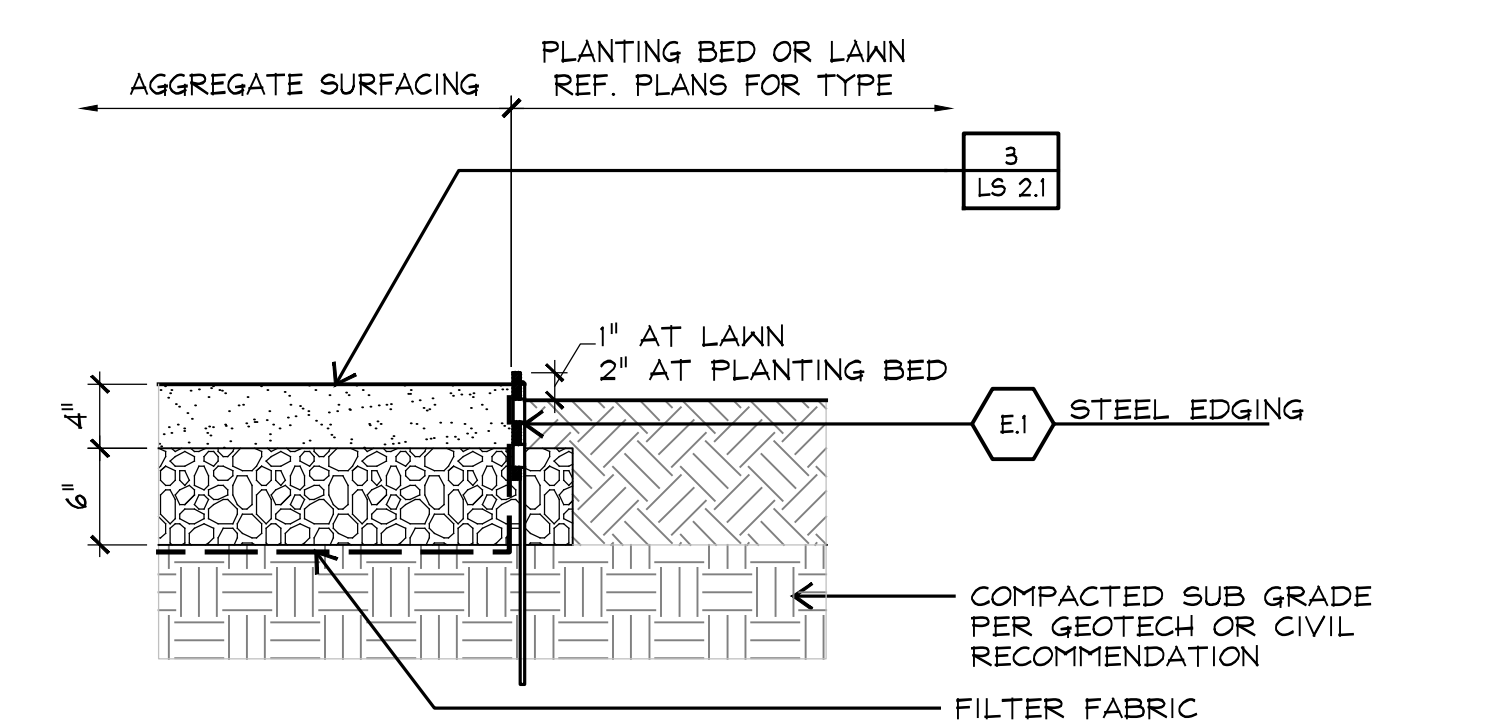 PLANTING BED OR LAWN
AGGREGATE SURFACING
REF. PLANS FOR TYPE
3
LS 2.1
1" AT LAWN
2" AT PLANTING BED
4"
E.1
STEEL EDGING
6"
COMPACTED SUB GRADE
PER GEOTECH OR CIVIL
RECOMMENDATION
FILTER FABRIC